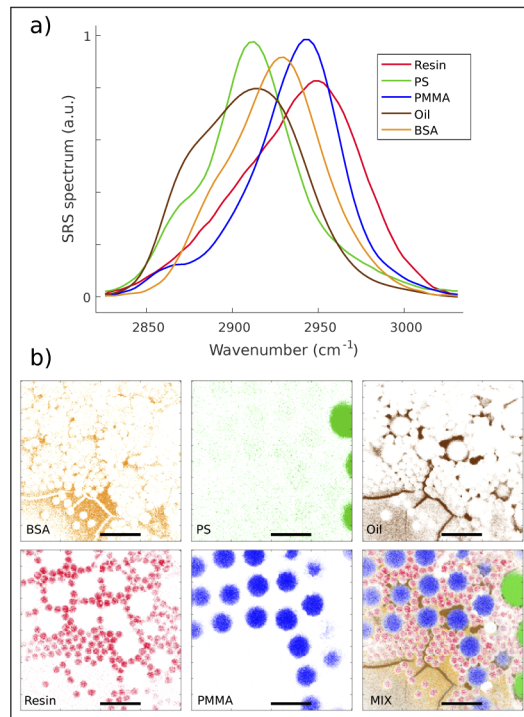 a)
1
SRS spectrum (a.u.)
0
2850 2900 2950 3000
Wavenumber (cm⁻¹)
Resin
PS
PMMA
Oil
BSA
b)
BSA
PS
Oil
Resin
PMMA
MIX